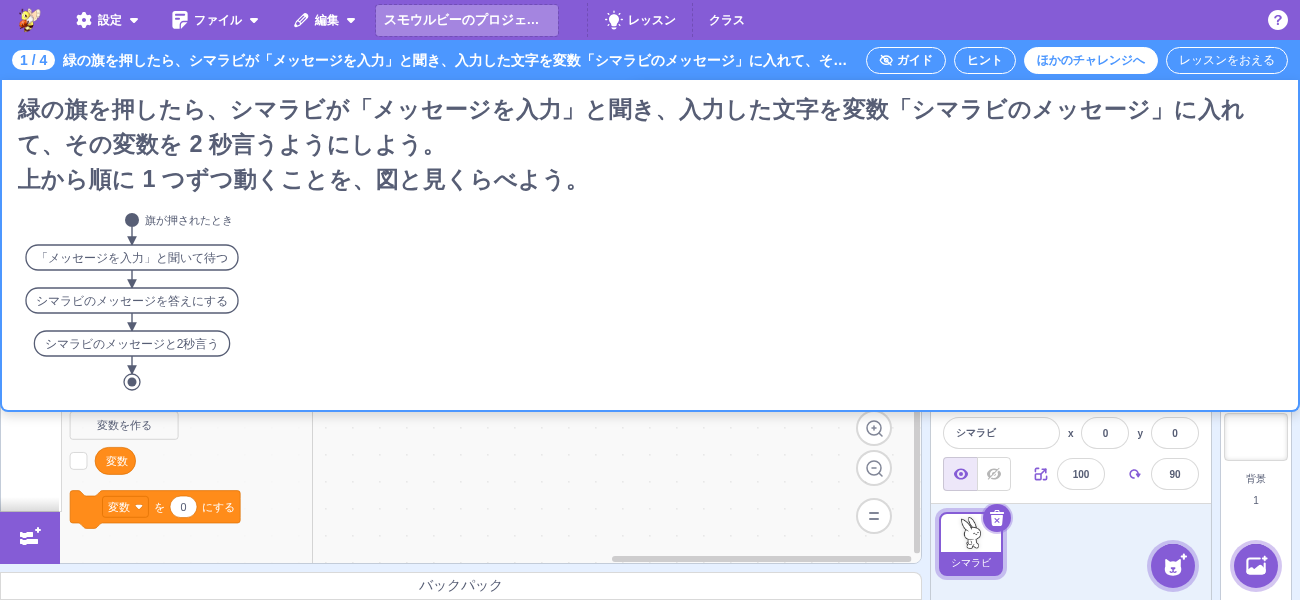 設定
ファイル
編集
スモウルビーのプロジェ…
レッスン
クラス
?
1 / 4
緑の旗を押したら、シマラビが「メッセージを入力」と聞き、入力した文字を変数「シマラビのメッセージ」に入れて、そ…
ガイド
ヒント
ほかのチャレンジへ
レッスンをおえる
緑の旗を押したら、シマラビが「メッセージを入力」と聞き、入力した文字を変数「シマラビのメッセージ」に入れ
て、その変数を 2 秒言うようにしよう。
上から順に 1 つずつ動くことを、図と見くらべよう。
旗が押されたとき
「メッセージを入力」と聞いて待つ
シマラビのメッセージを答えにする
シマラビのメッセージと2秒言う
変数を作る
変数
変数 を 0 にする
シマラビ x 0 y 0
100 90
シマラビ
背景
1
バックパック